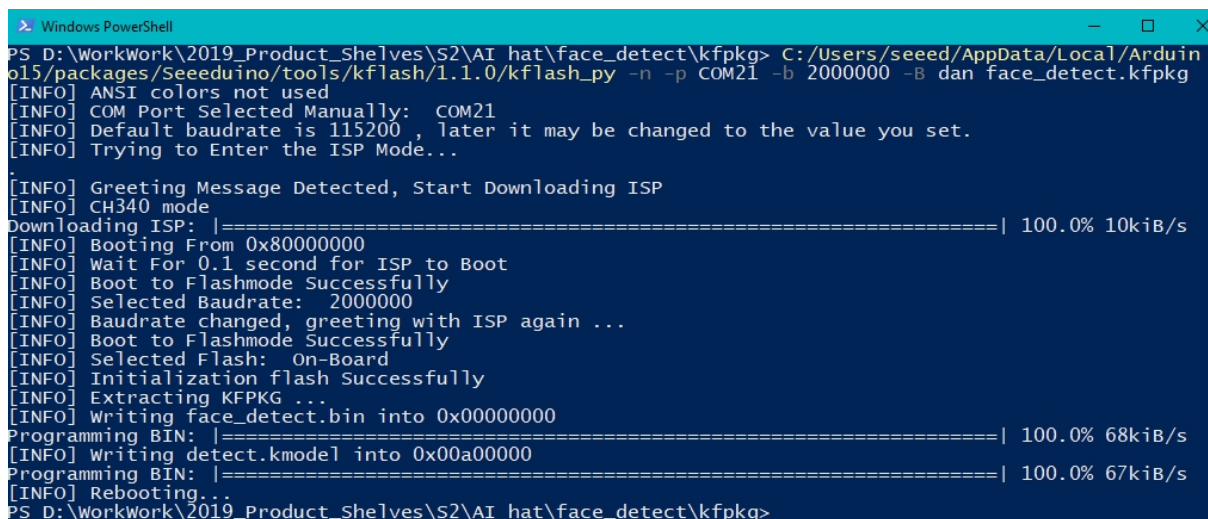 Windows PowerShell
PS D:\WorkWork\2019_Product_Shelves\S2\AI hat\face_detect\kfpkg> C:/Users/seeed/AppData/Local/Arduin
o15/packages/Seeeduino/tools/kflash/1.1.0/kflash_py -n -p COM21 -b 2000000 -B dan face_detect.kfpkg
[INFO] ANSI colors not used
[INFO] COM Port Selected Manually:  COM21
[INFO] Default baudrate is 115200 , later it may be changed to the value you set.
[INFO] Trying to Enter the ISP Mode...
.
[INFO] Greeting Message Detected, Start Downloading ISP
[INFO] CH340 mode
Downloading ISP: |=================================================================| 100.0% 10kiB/s
[INFO] Booting From 0x80000000
[INFO] Wait For 0.1 second for ISP to Boot
[INFO] Boot to Flashmode Successfully
[INFO] Selected Baudrate:  2000000
[INFO] Baudrate changed, greeting with ISP again ...
[INFO] Boot to Flashmode Successfully
[INFO] Selected Flash:  On-Board
[INFO] Initialization flash Successfully
[INFO] Extracting KFPKG ...
[INFO] Writing face_detect.bin into 0x00000000
Programming BIN: |=================================================================| 100.0% 68kiB/s
[INFO] Writing detect.kmodel into 0x00a00000
Programming BIN: |=================================================================| 100.0% 67kiB/s
[INFO] Rebooting...
PS D:\WorkWork\2019_Product_Shelves\S2\AI hat\face_detect\kfpkg>